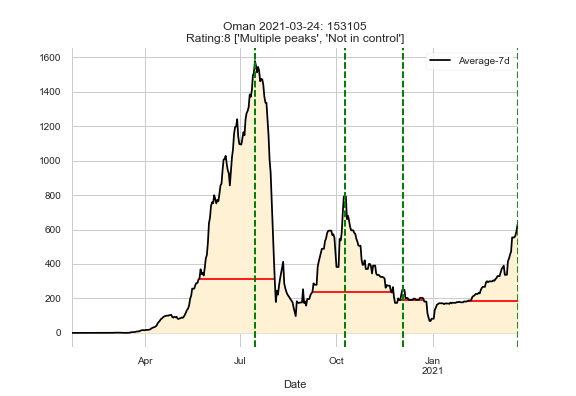 Oman 2021-03-24: 153105
Rating:8 ['Multiple peaks', 'Not in control']
Average-7d
1600
1400
1200
1000
800
600
400
200
0
Apr
Jul
Oct
Jan
2021
Date